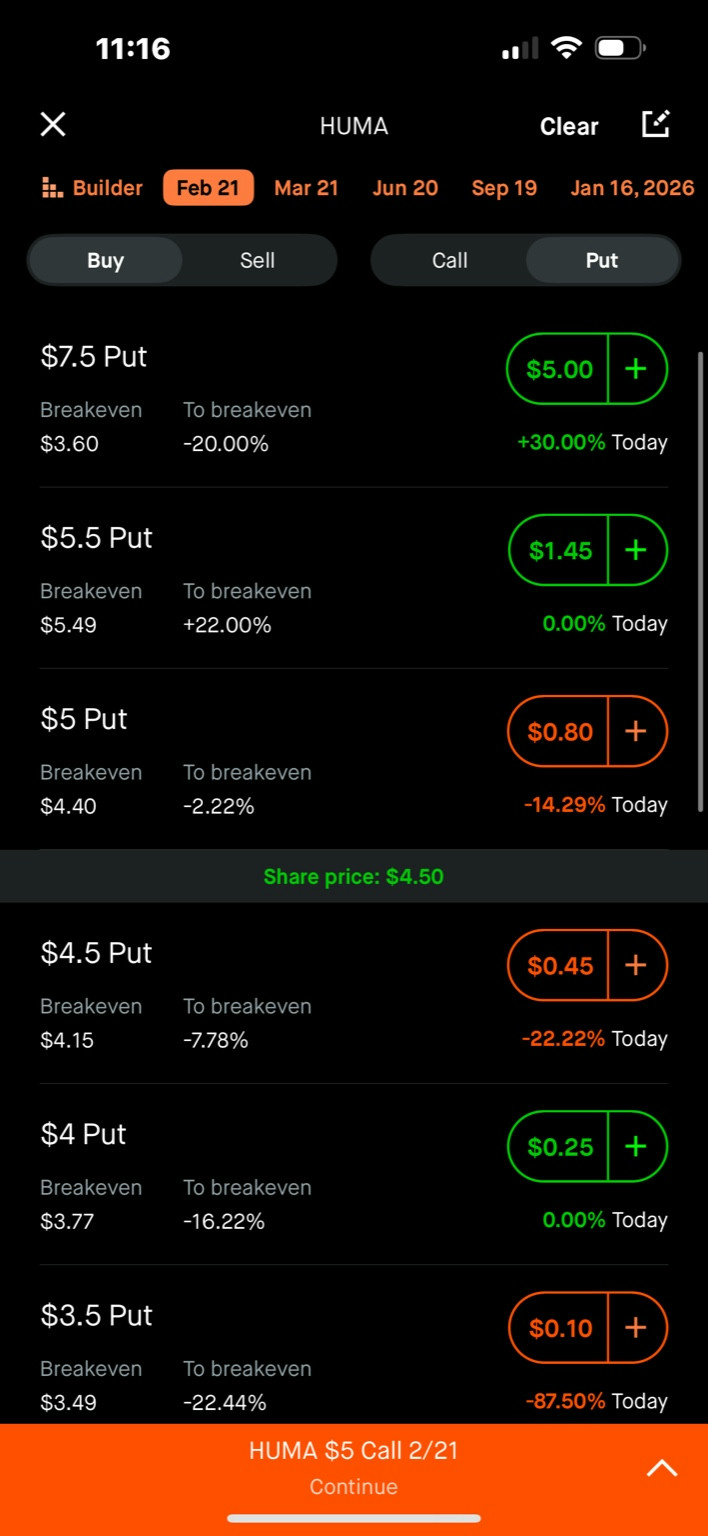 11:16
HUMA Clear
Builder Feb 21 Mar 21 Jun 20 Sep 19 Jan 16, 2026
Buy Sell Call Put
$7.5 Put
$5.00 +
Breakeven To breakeven
$3.60 -20.00%
+30.00% Today
$5.5 Put
$1.45 +
Breakeven To breakeven
$5.49 +22.00%
0.00% Today
$5 Put
$0.80 +
Breakeven To breakeven
$4.40 -2.22%
-14.29% Today
Share price: $4.50
$4.5 Put
$0.45 +
Breakeven To breakeven
$4.15 -7.78%
-22.22% Today
$4 Put
$0.25 +
Breakeven To breakeven
$3.77 -16.22%
0.00% Today
$3.5 Put
$0.10 +
Breakeven To breakeven
$3.49 -22.44%
-87.50% Today
HUMA $5 Call 2/21
Continue